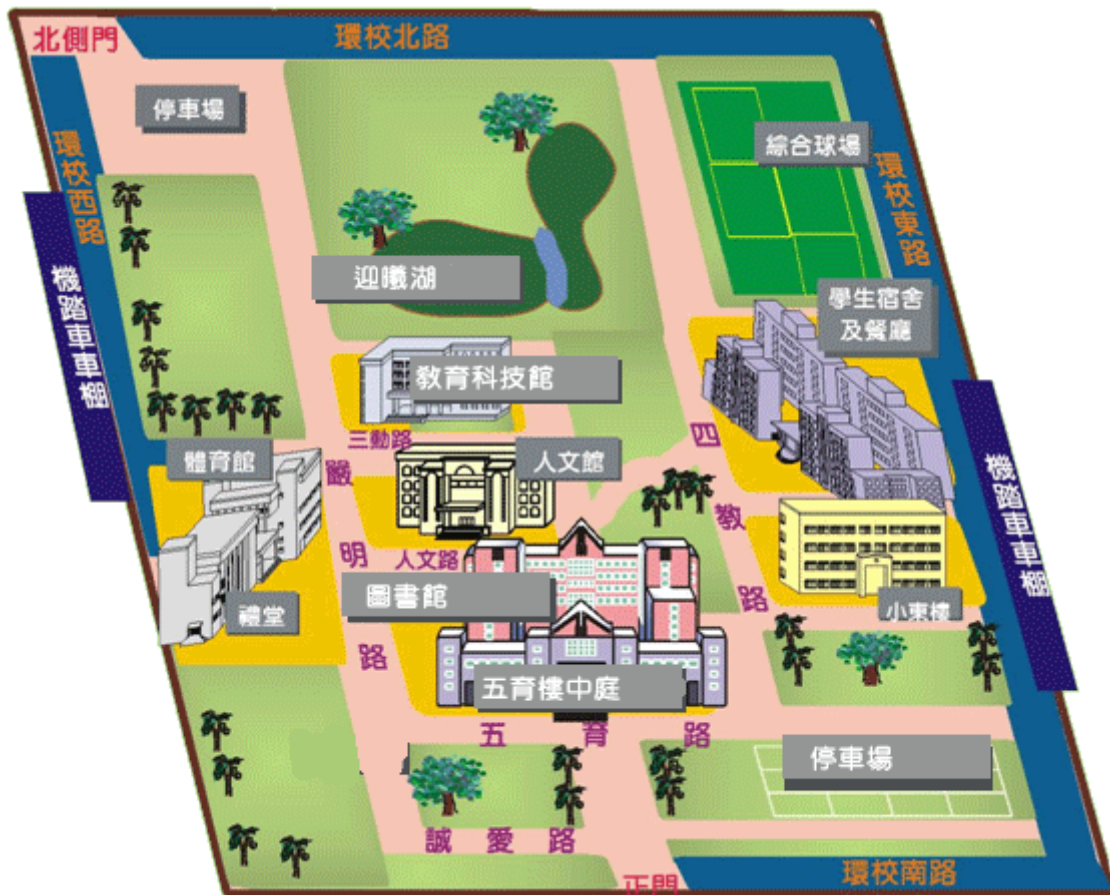 環校北路
北側門
停車場
綜合球場
環校西路
環校東路
機踏車車棚
迎曦湖
學生宿舍
及餐廳
教育科技館
三動路
四教路
體育館
人文館
嚴明路
機踏車車棚
人文路
圖書館
禮堂
小東樓
五育樓中庭
五育路
停車場
誠愛路
環校南路
正門